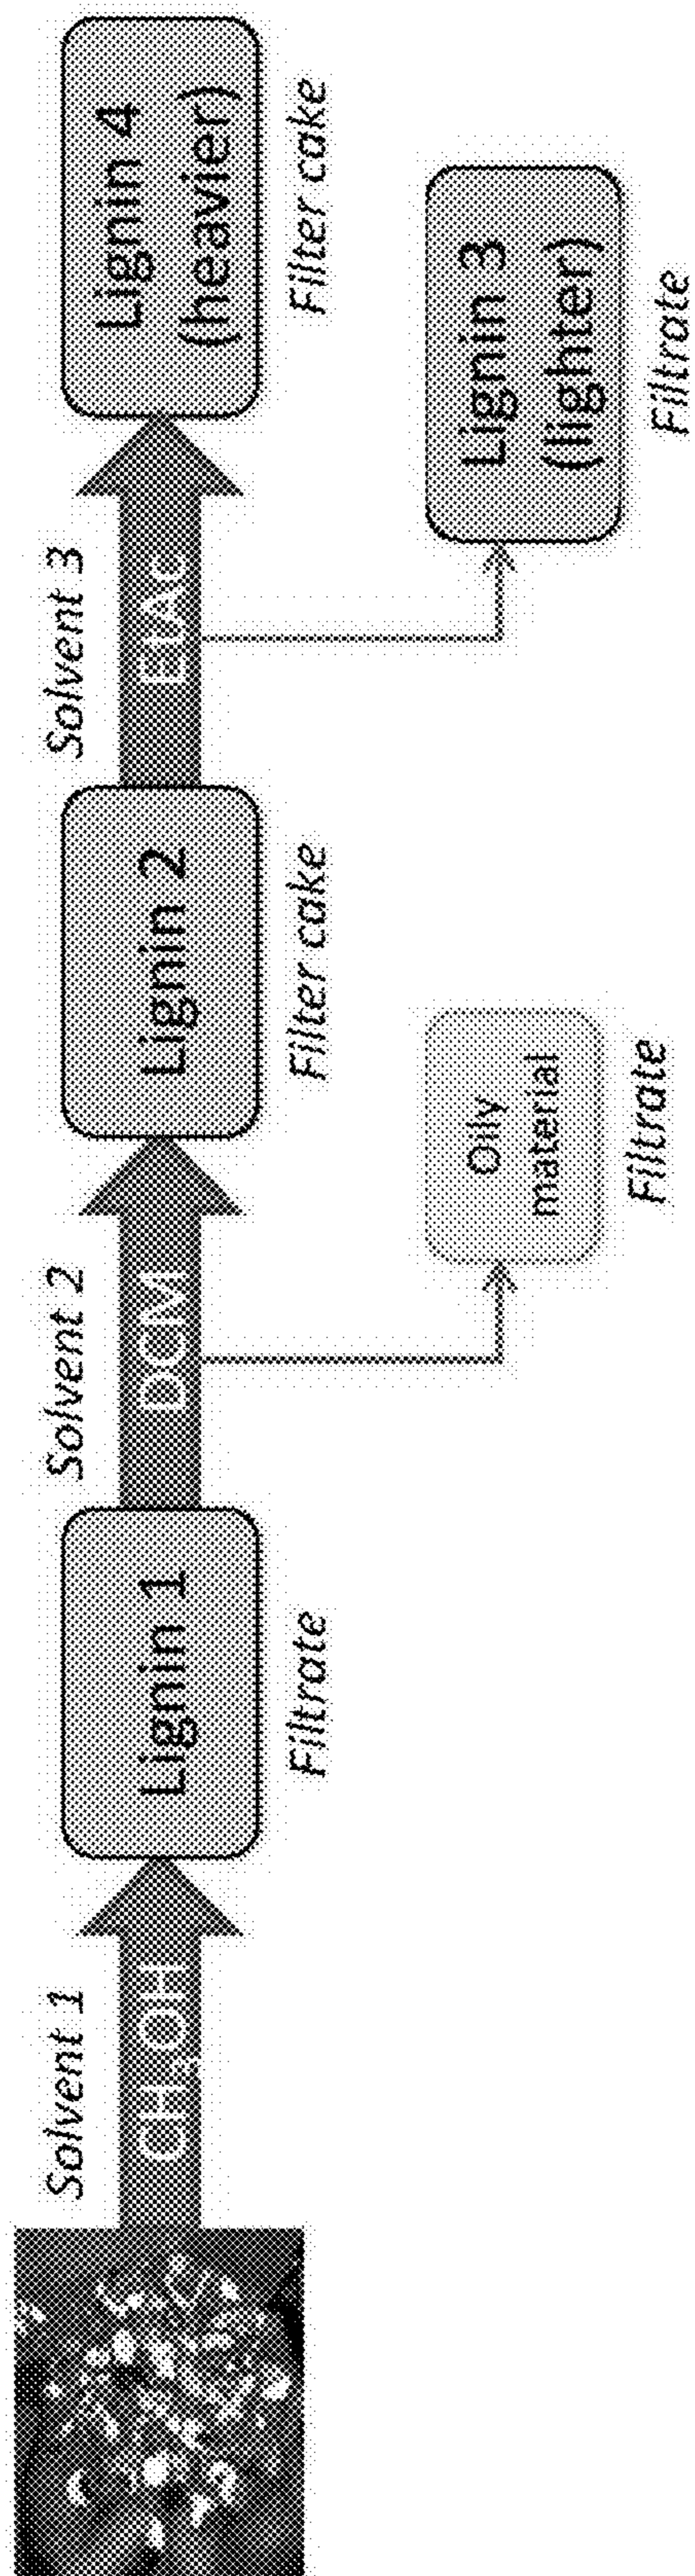 Solvent 1
CH3OH
Lignin 1
Filtrate
Solvent 2
DCM
Oily
material
Filtrate
Lignin 2
Filter cake
Solvent 3
EtAc
Lignin 3
(lighter)
Filtrate
Lignin 4
(heavier)
Filter cake